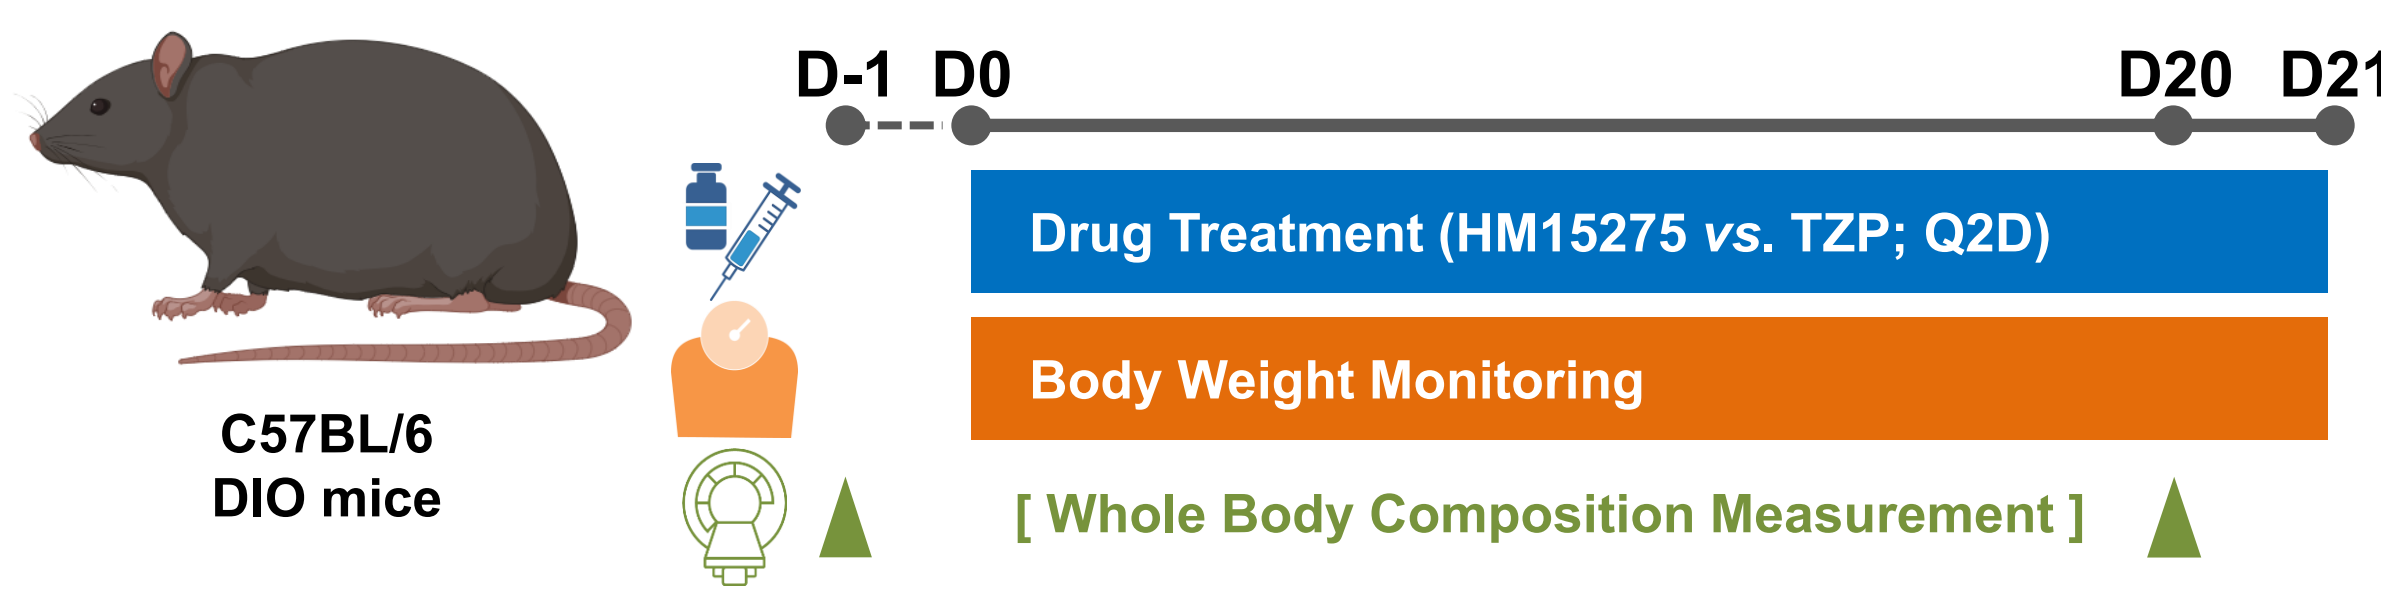 D-1 D0 D20 D21
Drug Treatment (HM15275 vs. TZP; Q2D)
Body Weight Monitoring
C57BL/6
DIO mice
[ Whole Body Composition Measurement ]